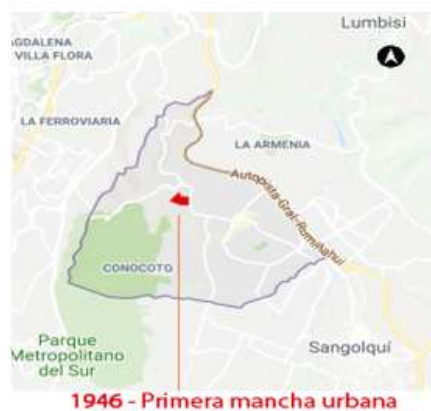 Lumbisi
AGDALENA
VILLA FLORA
LA FERROVIARIA
LA ARMENIA
Autopista Gral. Rumiñahui
CONOCOTO
Parque
Metropolitano
del Sur
Sangolquí
1946 - Primera mancha urbana